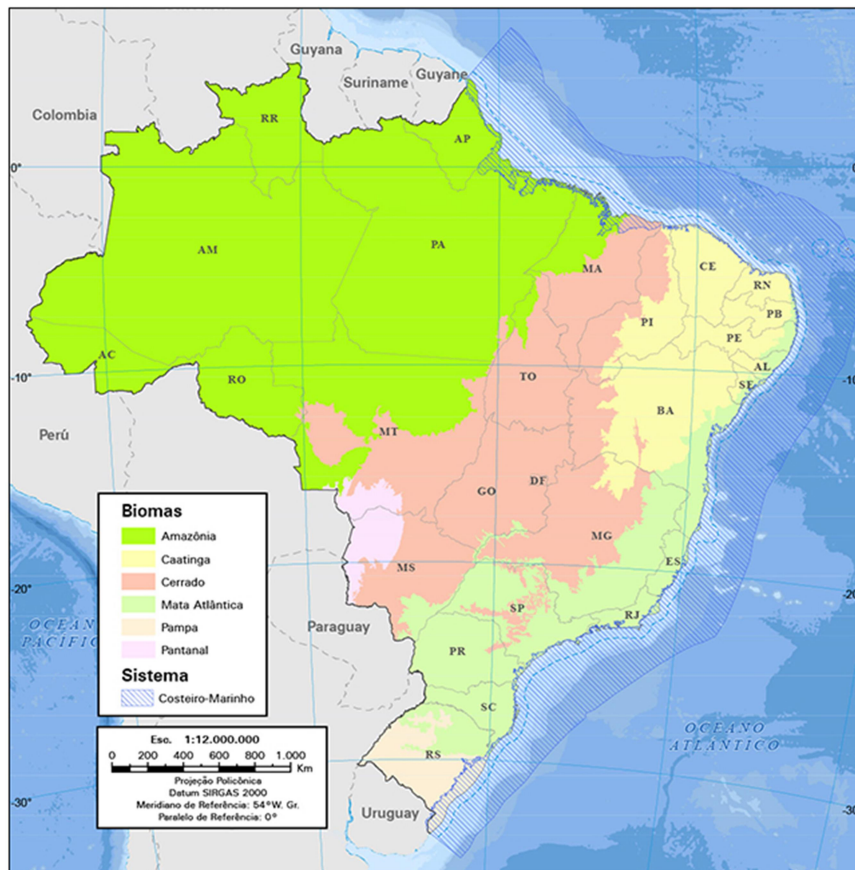 Guyana
Guyane
Suriname
Colombia
RR
AP
0°
0
AM
PA
MA
CE
RN
PB
PI
PE
AC
AL
-10°
RO
TO
SE
-10
BA
MT
Perú
DF
GO
Biomas
Amazônia
MG
Caatinga
ES
MS
Cerrado
-20°
-20
Mata Atlântica
SP
RJ
OCEANO
PACÍFICO
Paraguay
Pampa
PR
Pantanal
Sistema
Costeiro-Marinho
SC
OCEANO
ATLÂNTICO
Esc. 1:12.000.000
0 200 400 600 800 1.000
Km
RS
Projeção Policônica
Datum SIRGAS 2000
Meridiano de Referência: 54°W. Gr.
Paralelo de Referência: 0°
-30°
-30
Uruguay